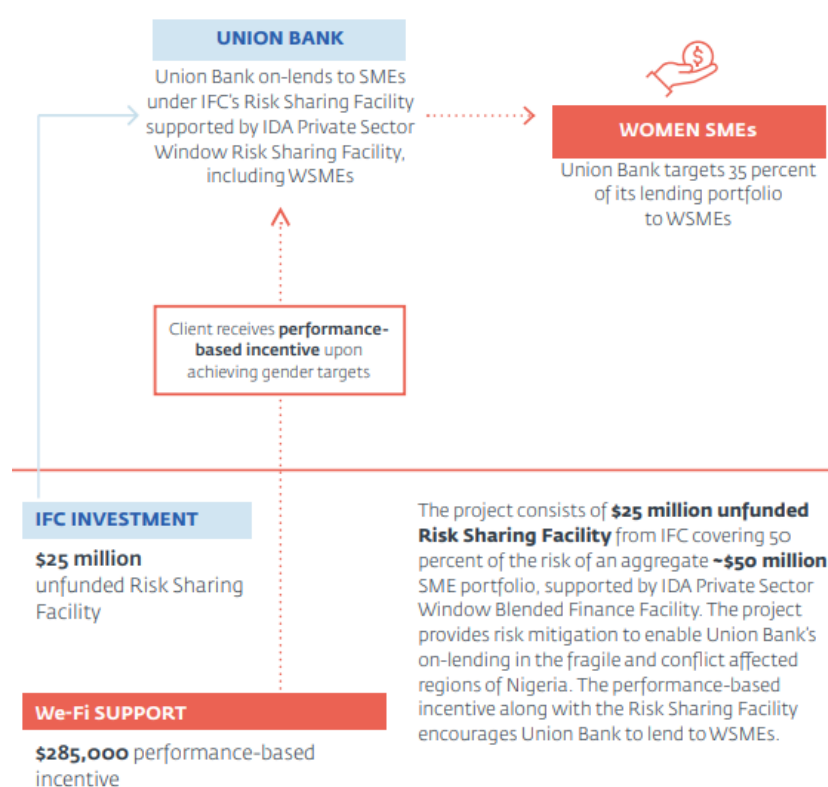 UNION BANK
Union Bank on-lends to SMEs
under IFC's Risk Sharing Facility
supported by IDA Private Sector
Window Risk Sharing Facility,
including WSMEs
$
WOMEN SMEs
Union Bank targets 35 percent
of its lending portfolio
to WSMEs
Client receives performance-
based incentive upon
achieving gender targets
IFC INVESTMENT
$25 million
unfunded Risk Sharing
Facility
We-Fi SUPPORT
$285,000 performance-based
incentive
The project consists of $25 million unfunded
Risk Sharing Facility from IFC covering 50
percent of the risk of an aggregate ~$50 million
SME portfolio, supported by IDA Private Sector
Window Blended Finance Facility. The project
provides risk mitigation to enable Union Bank's
on-lending in the fragile and conflict affected
regions of Nigeria. The performance-based
incentive along with the Risk Sharing Facility
encourages Union Bank to lend to WSMEs.